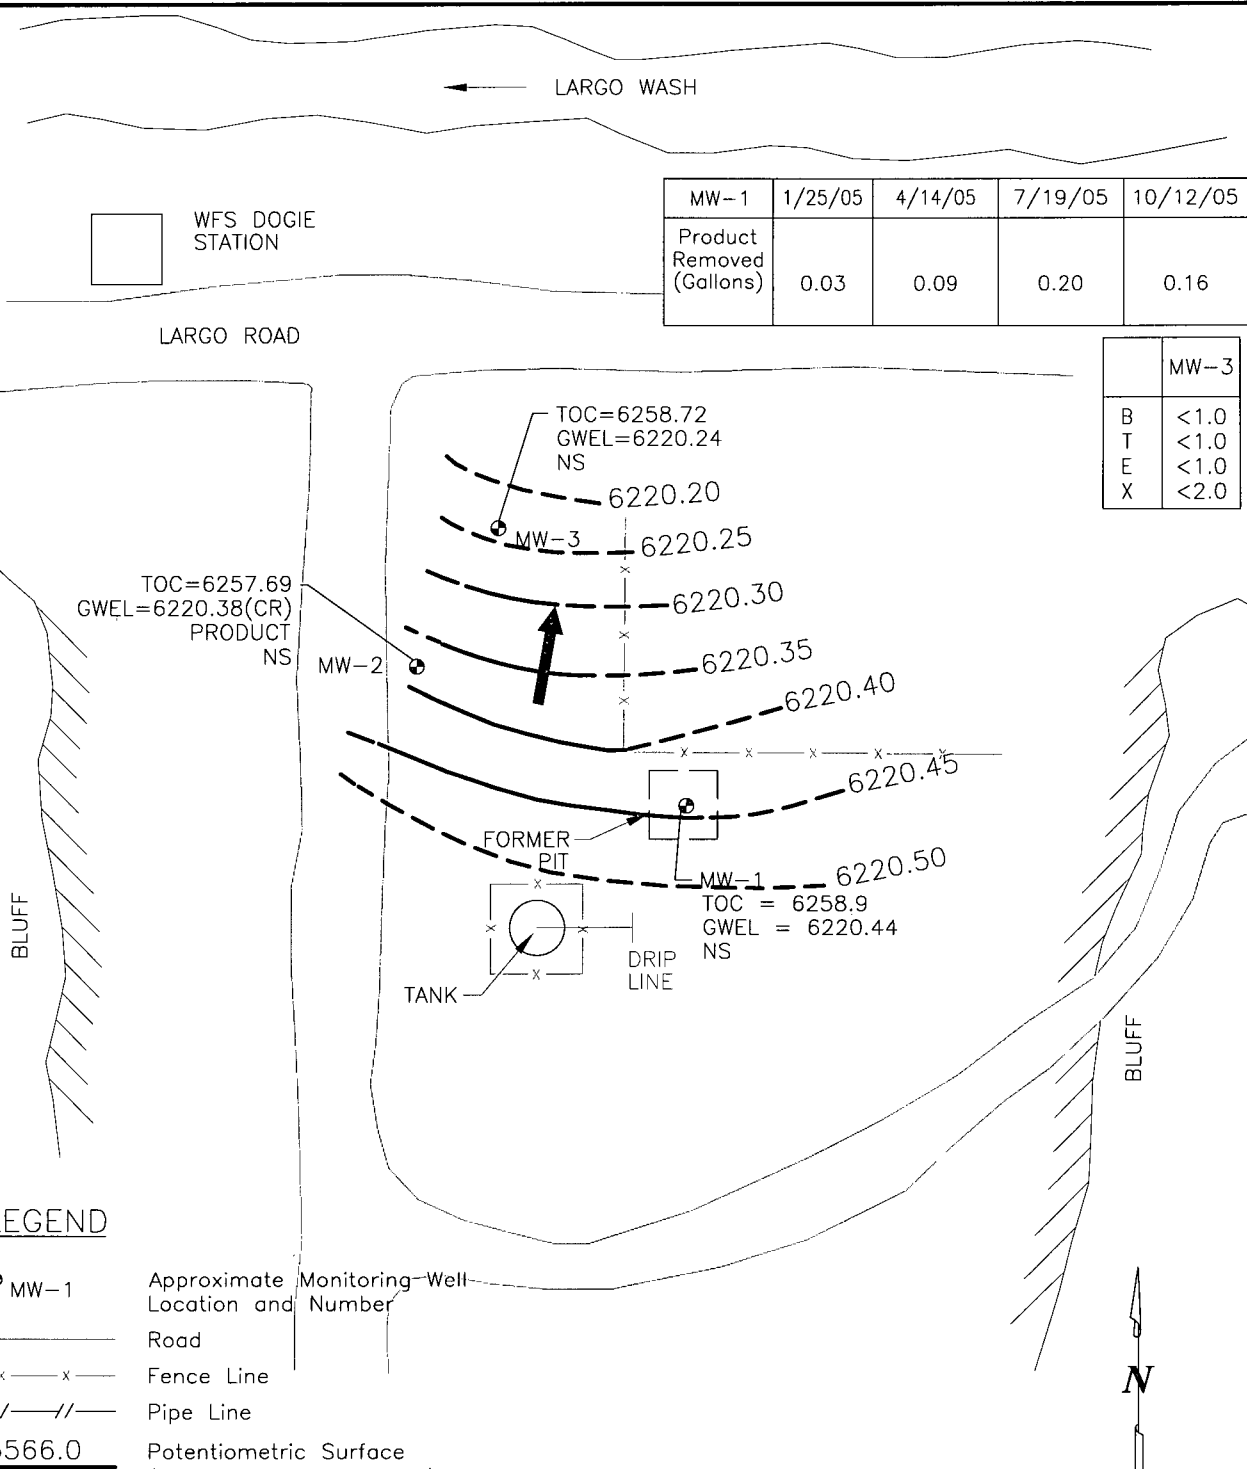 LARGO WASH
WFS DOGIE
STATION
MW-1 1/25/05 4/14/05 7/19/05 10/12/05
Product
Removed
(Gallons) 0.03 0.09 0.20 0.16
LARGO ROAD
MW-3
B <1.0
T <1.0
E <1.0
X <2.0
TOC=6258.72
GWEL=6220.24
NS
6220.20
MW-3
6220.25
TOC=6257.69
GWEL=6220.38(CR)
PRODUCT
NS
MW-2
6220.30
6220.35
6220.40
6220.45
FORMER
PIT
6220.50
MW-1
TOC = 6258.9
GWEL = 6220.44
NS
DRIP
LINE
TANK
BLUFF
BLUFF
EGEND
MW-1 Approximate Monitoring Well
Location and Number
Road
x x Fence Line
// Pipe Line
566.0 Potentiometric Surface
N